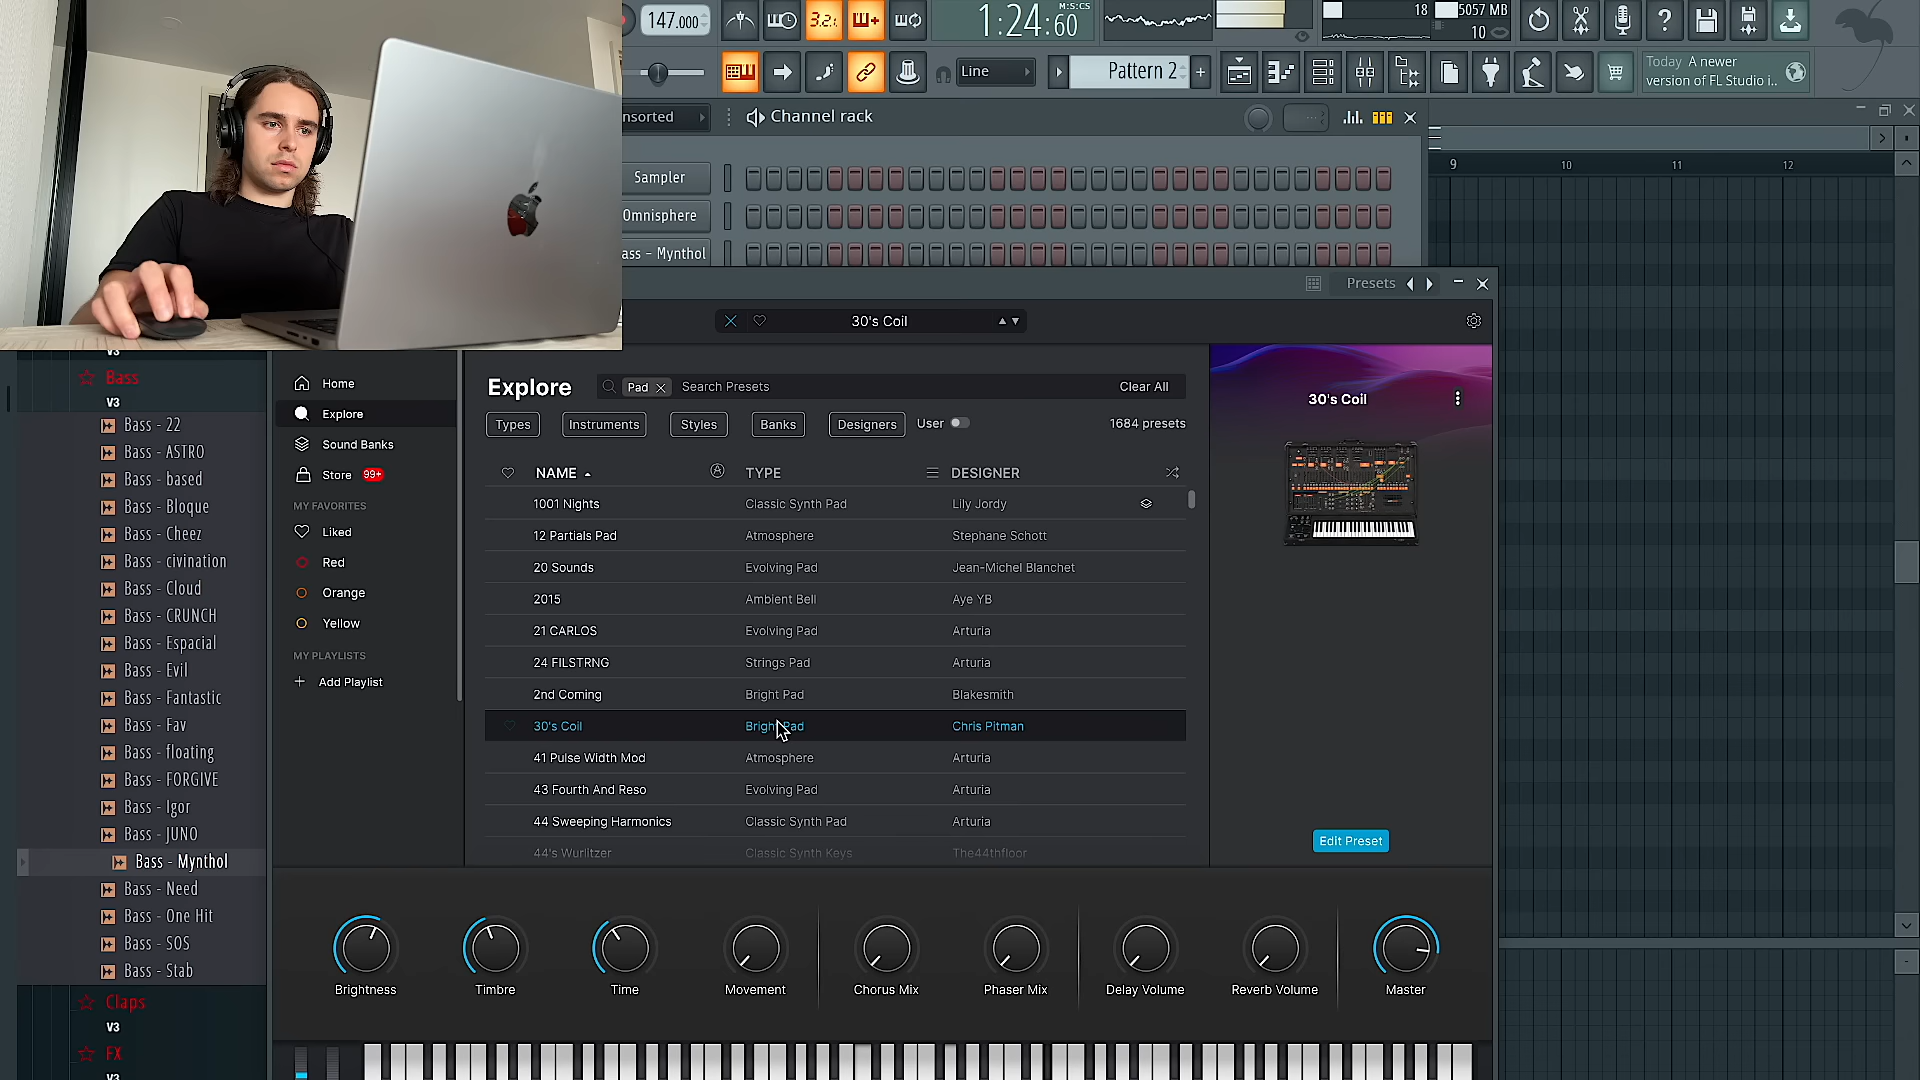 147.000
3.2
1:24:60
M:S:CS
18
5057 MB
10
Line
Pattern 2
Today A newer
version of FL Studio i..
nsorted
Channel rack
Sampler
Omnisphere
ass - Mynthol
9
10
11
12
Presets
30's Coil
V3
Bass
V3
Bass - 22
Bass - ASTRO
Bass - based
Bass - Bloque
Bass - Cheez
Bass - civination
Bass - Cloud
Bass - CRUNCH
Bass - Espacial
Bass - Evil
Bass - Fantastic
Bass - Fav
Bass - floating
Bass - FORGIVE
Bass - Igor
Bass - JUNO
Bass - Mynthol
Bass - Need
Bass - One Hit
Bass - SOS
Bass - Stab
Claps
V3
FX
V3
Home
Explore
Sound Banks
Store 99+
MY FAVORITES
Liked
Red
Orange
Yellow
MY PLAYLISTS
Add Playlist
Explore
Pad
Search Presets
Clear All
Types
Instruments
Styles
Banks
Designers
User
1684 presets
NAME
TYPE
DESIGNER
1001 Nights Classic Synth Pad Lily Jordy
12 Partials Pad Atmosphere Stephane Schott
20 Sounds Evolving Pad Jean-Michel Blanchet
2015 Ambient Bell Aye YB
21 CARLOS Evolving Pad Arturia
24 FILSTRNG Strings Pad Arturia
2nd Coming Bright Pad Blakesmith
30's Coil Bright Pad Chris Pitman
41 Pulse Width Mod Atmosphere Arturia
43 Fourth And Reso Evolving Pad Arturia
44 Sweeping Harmonics Classic Synth Pad Arturia
44's Wurlitzer Classic Synth Keys The44thfloor
30's Coil
Edit Preset
Brightness
Timbre
Time
Movement
Chorus Mix
Phaser Mix
Delay Volume
Reverb Volume
Master